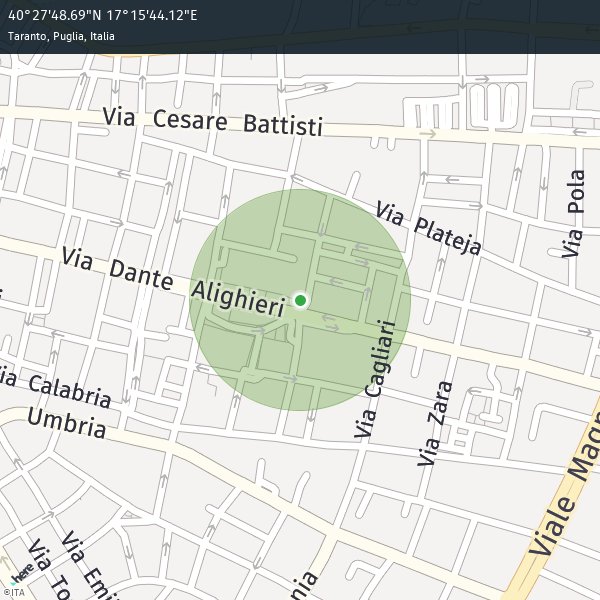 40°27'48.69"N 17°15'44.12"E
Taranto, Puglia, Italia
Via Cesare Battisti
Via Plateja
Via Pola
Via Dante Alighieri
Via Cagliari
Via Zara
Calabria
Umbria
Viale Magn
Via Emi
Via To
nia
here
©ITA